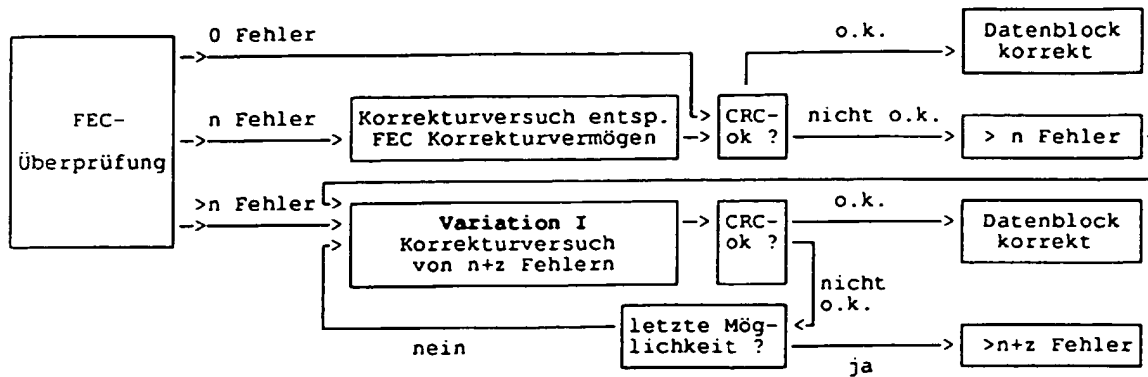 FEC-
Überprüfung
0 Fehler
n Fehler
>n Fehler
Korrekturversuch entsp.
FEC Korrekturvermögen
CRC-
ok ?
o.k.
Datenblock
korrekt
nicht o.k.
> n Fehler
Variation I
Korrekturversuch
von n+z Fehlern
CRC-
ok ?
o.k.
Datenblock
korrekt
nicht
o.k.
letzte Mög-
lichkeit ?
nein
ja
>n+z Fehler